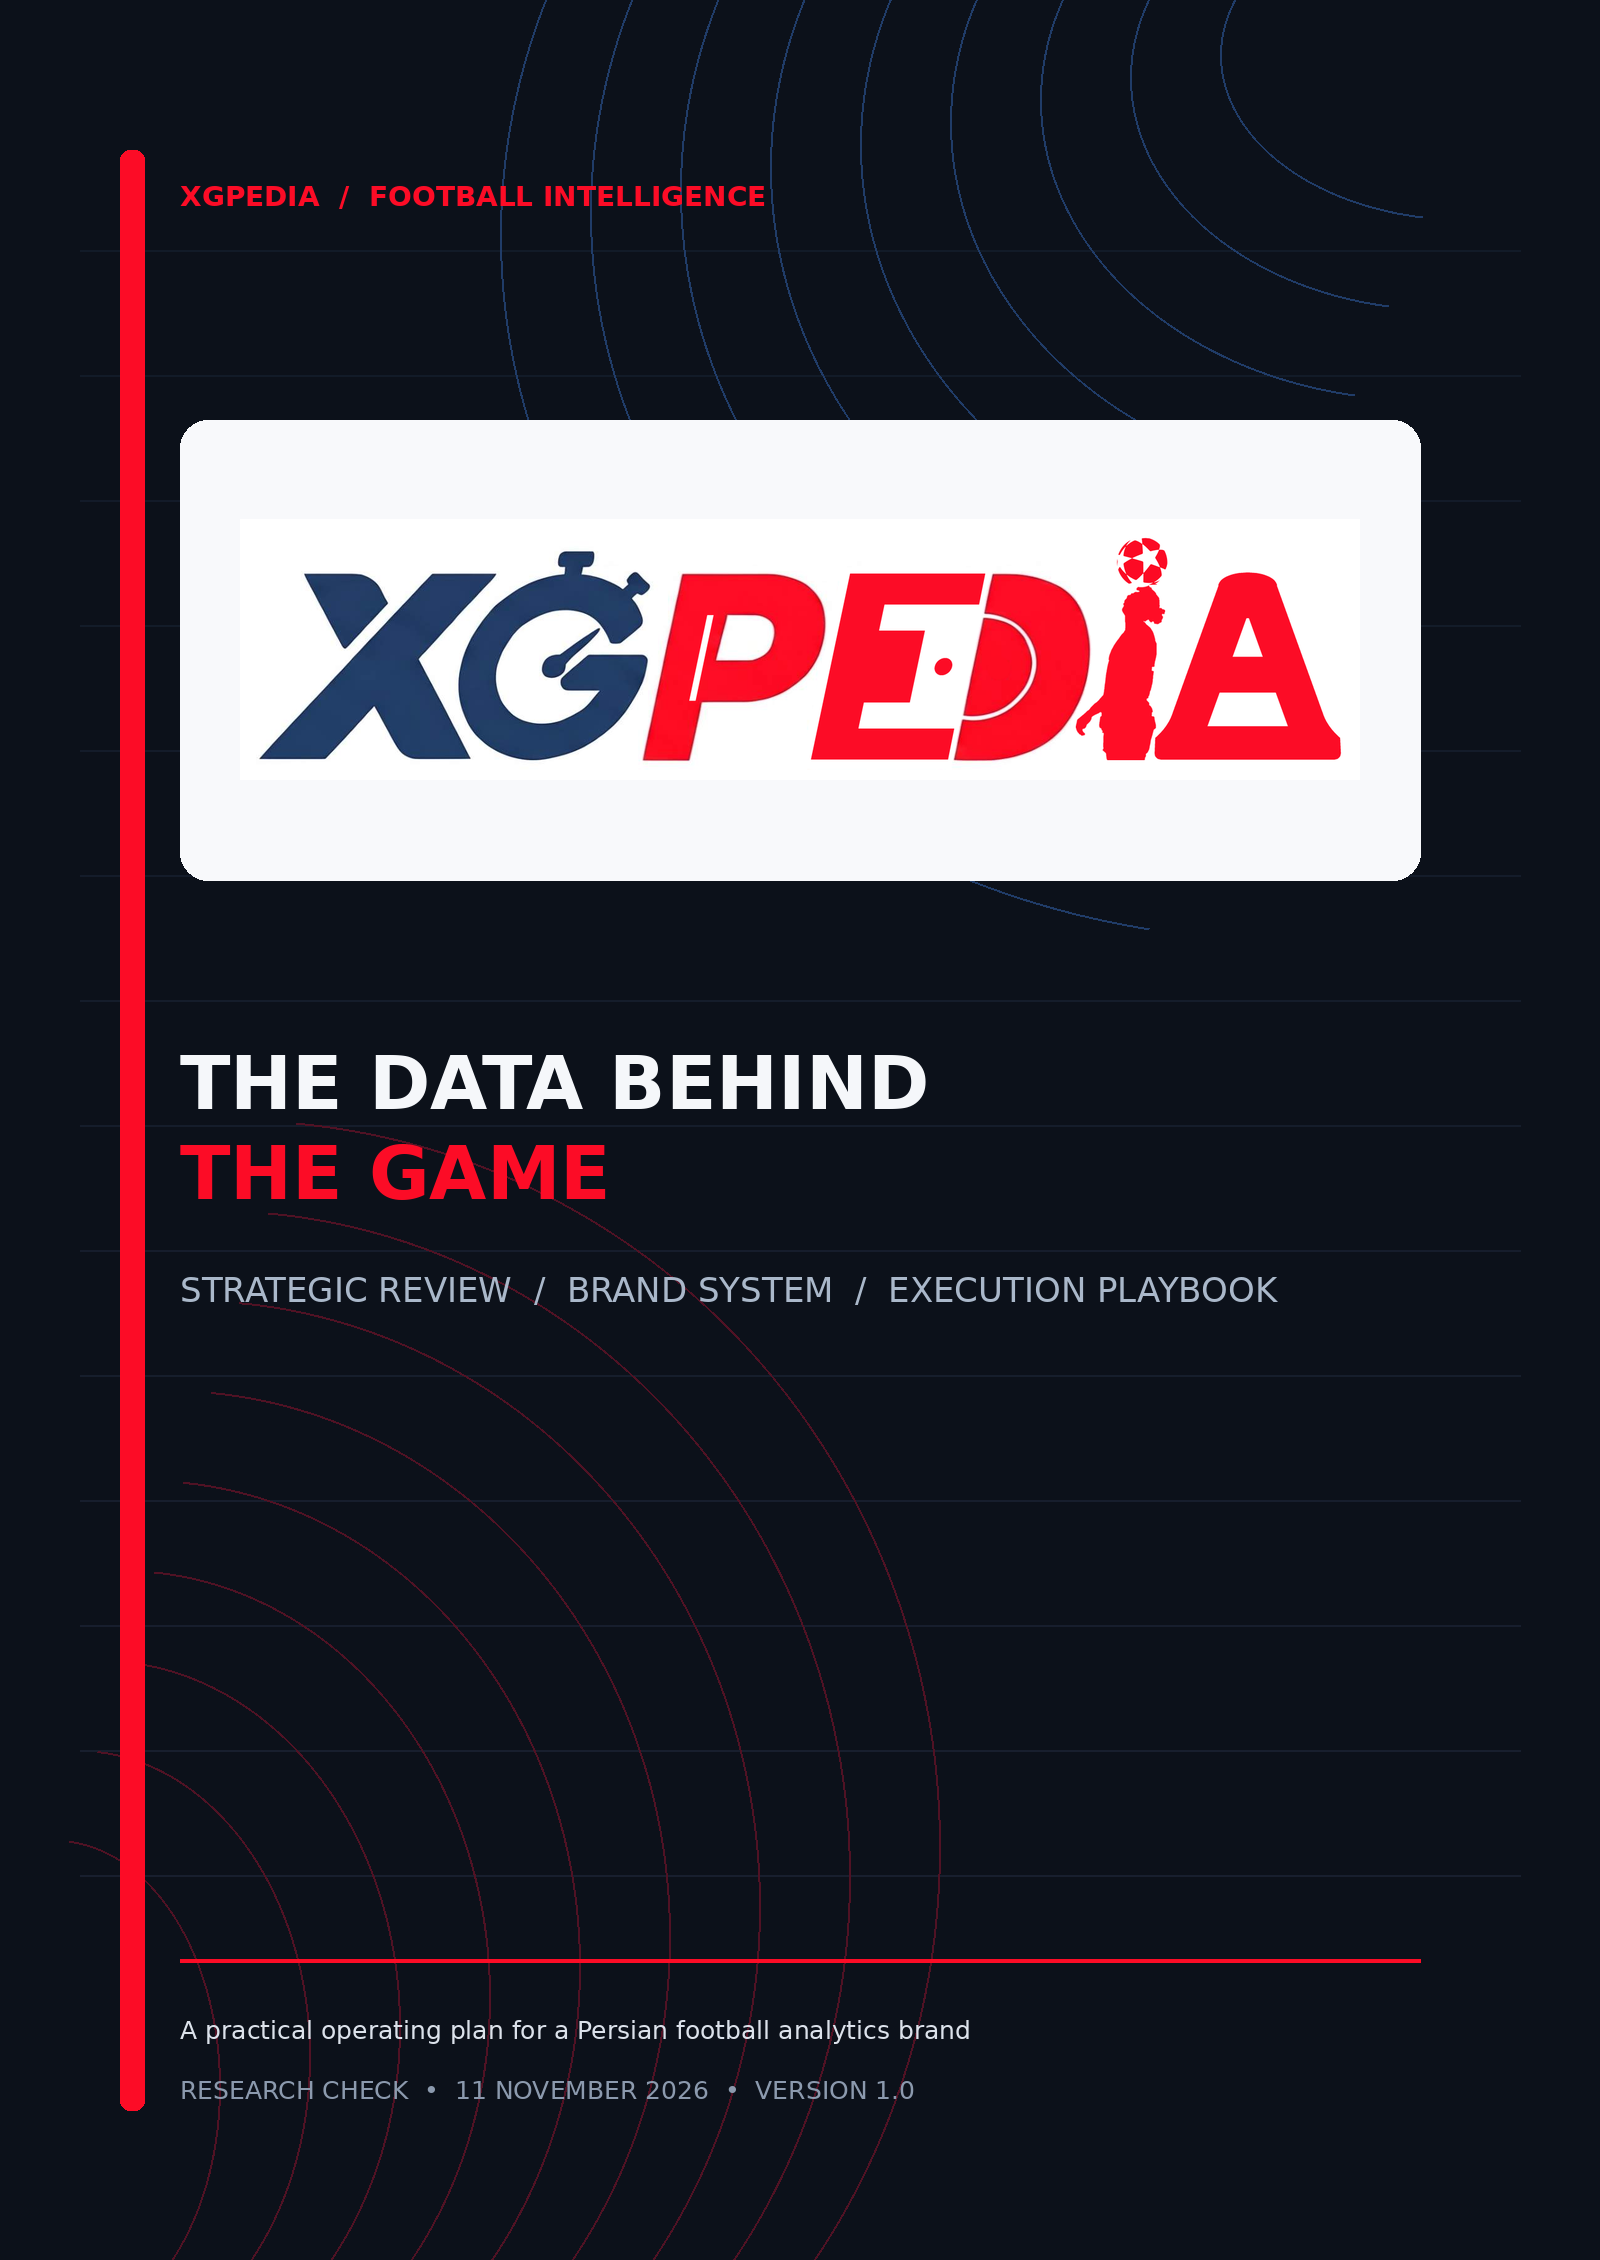 XGPEDIA / FOOTBALL INTELLIGENCE
XGPEDIA
THE DATA BEHIND
THE GAME
STRATEGIC REVIEW / BRAND SYSTEM / EXECUTION PLAYBOOK
A practical operating plan for a Persian football analytics brand
RESEARCH CHECK • 11 NOVEMBER 2026 • VERSION 1.0